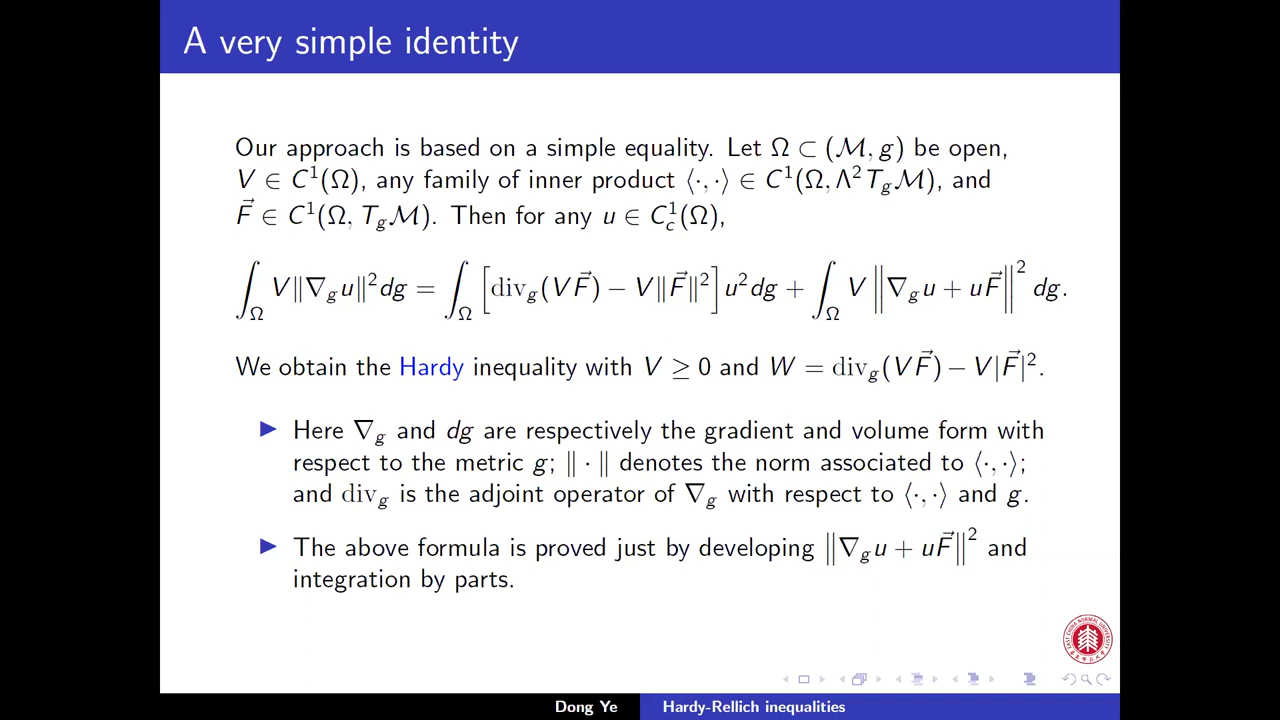 A very simple identity
Our approach is based on a simple equality. Let Ω ⊂ (ℳ, g) be open,
V ∈ C¹(Ω), any family of inner product ⟨·, ·⟩ ∈ C¹(Ω, Λ²T_gℳ), and
F⃗ ∈ C¹(Ω, T_gℳ). Then for any u ∈ C_c¹(Ω),
∫_Ω V‖∇_g u‖² dg = ∫_Ω [div_g(VF⃗) − V‖F⃗‖²] u² dg + ∫_Ω V ‖∇_g u + uF⃗‖² dg.
We obtain the Hardy inequality with V ≥ 0 and W = div_g(VF⃗) − V|F⃗|².
▶ Here ∇_g and dg are respectively the gradient and volume form with
respect to the metric g; ‖ · ‖ denotes the norm associated to ⟨·, ·⟩;
and div_g is the adjoint operator of ∇_g with respect to ⟨·, ·⟩ and g.
▶ The above formula is proved just by developing ‖∇_g u + uF⃗‖² and
integration by parts.
EAST CHINA NORMAL UNIVERSITY
Dong Ye
Hardy-Rellich inequalities